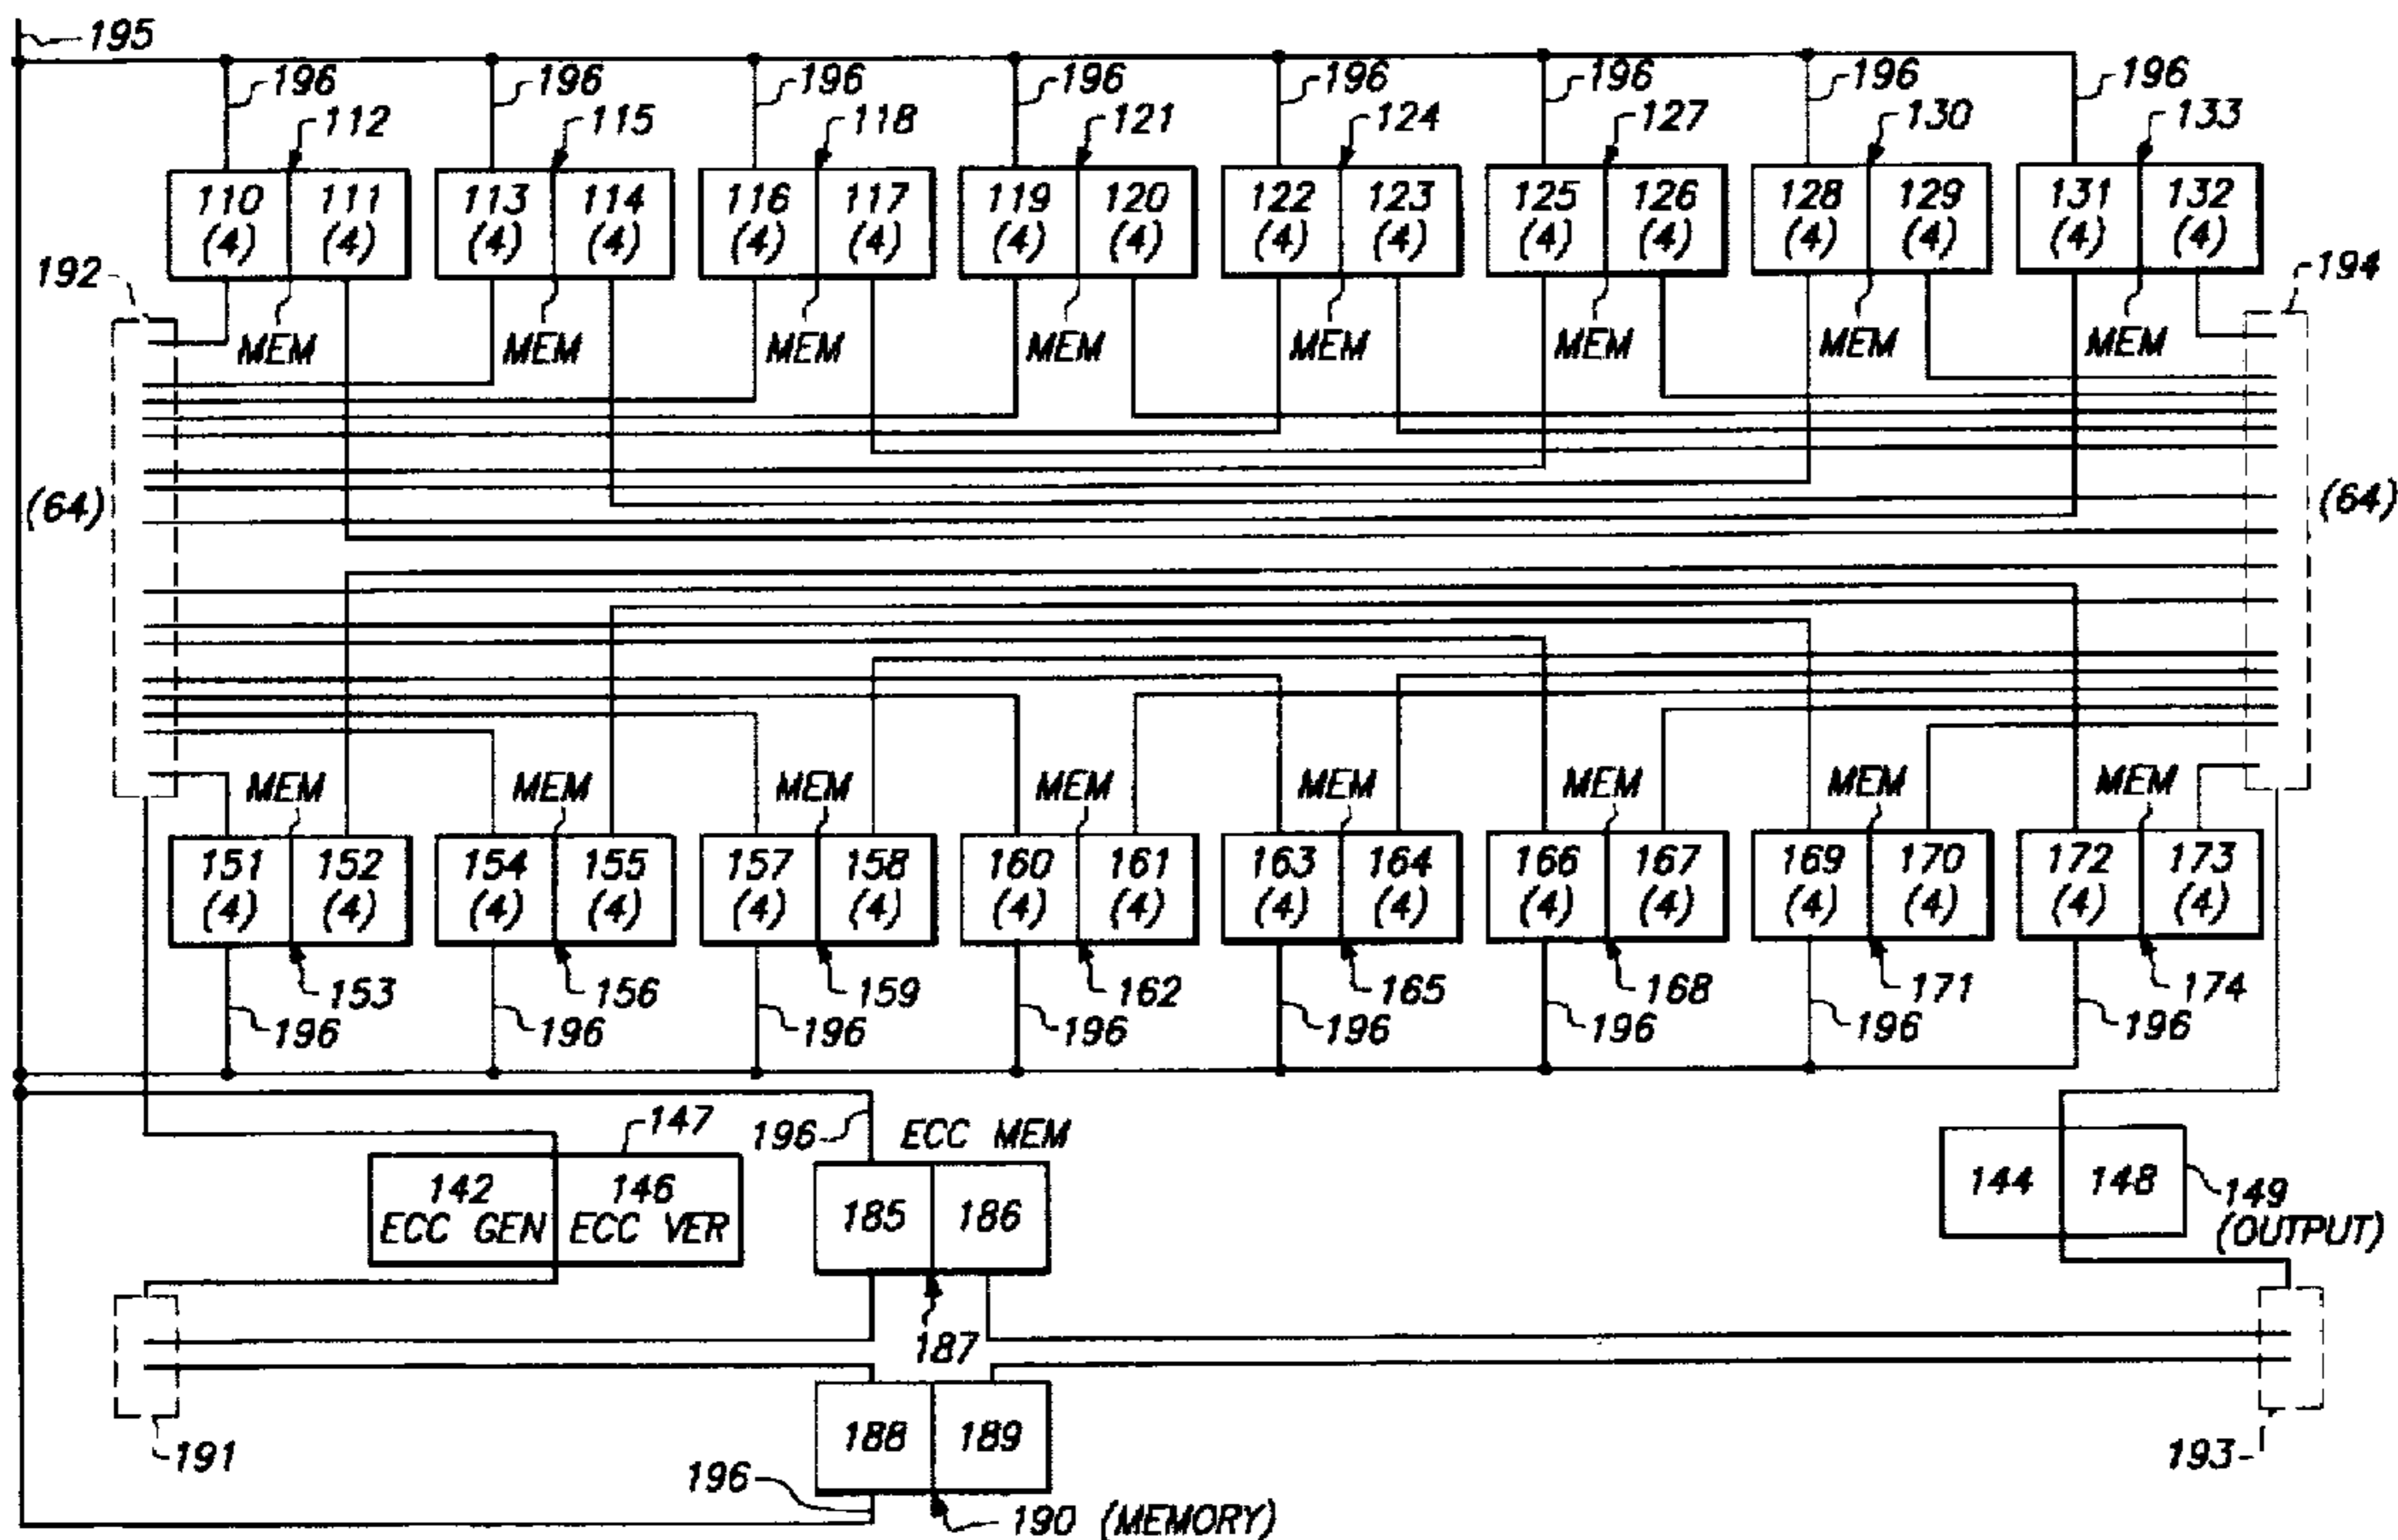 195
196 196 196 196 196 196 196 196
112 115 118 121 124 127 130 133
110 111 113 114 116 117 119 120 122 123 125 126 128 129 131 132
(4) (4) (4) (4) (4) (4) (4) (4) (4) (4) (4) (4) (4) (4) (4) (4)
192 194
MEM MEM MEM MEM MEM MEM MEM MEM
(64) (64)
MEM MEM MEM MEM MEM MEM MEM MEM
151 152 154 155 157 158 160 161 163 164 166 167 169 170 172 173
(4) (4) (4) (4) (4) (4) (4) (4) (4) (4) (4) (4) (4) (4) (4) (4)
153 156 159 162 165 168 171 174
196 196 196 196 196 196 196 196
147 196 ECC MEM
142 146 185 186 144 148 149
ECC GEN ECC VER (OUTPUT)
187
188 189
191 193
196 190 (MEMORY)